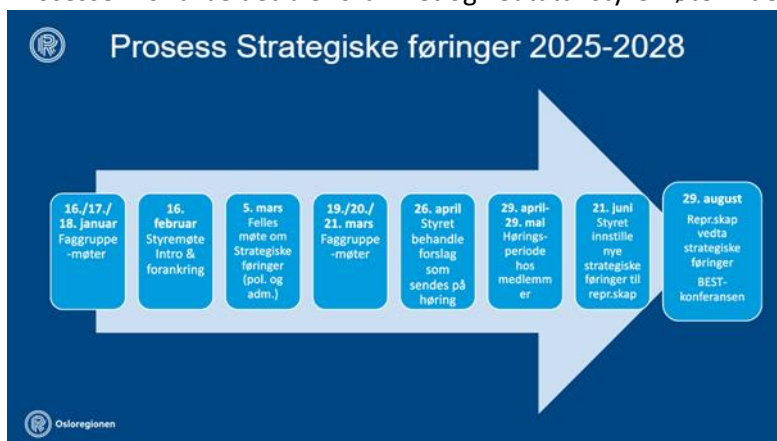 Prosess Strategiske føringer 2025-2028
16./17./
18. januar
Faggruppe
-møter
16.
februar
Styremøte
Intro &
forankring
5. mars
Felles
møte om
Strategiske
føringer
(pol. og
adm.)
19./20./
21. mars
Faggruppe
-møter
26. april
Styret
behandle
forslag
som
sendes på
høring
29. april-
29. mai
Hørings-
periode
hos
medlemm
er
21. juni
Styret
innstille
nye
strategiske
føringer til
repr.skap
29. august
Repr.skap
vedta
strategiske
føringer
BEST-
konferansen
Osloregionen